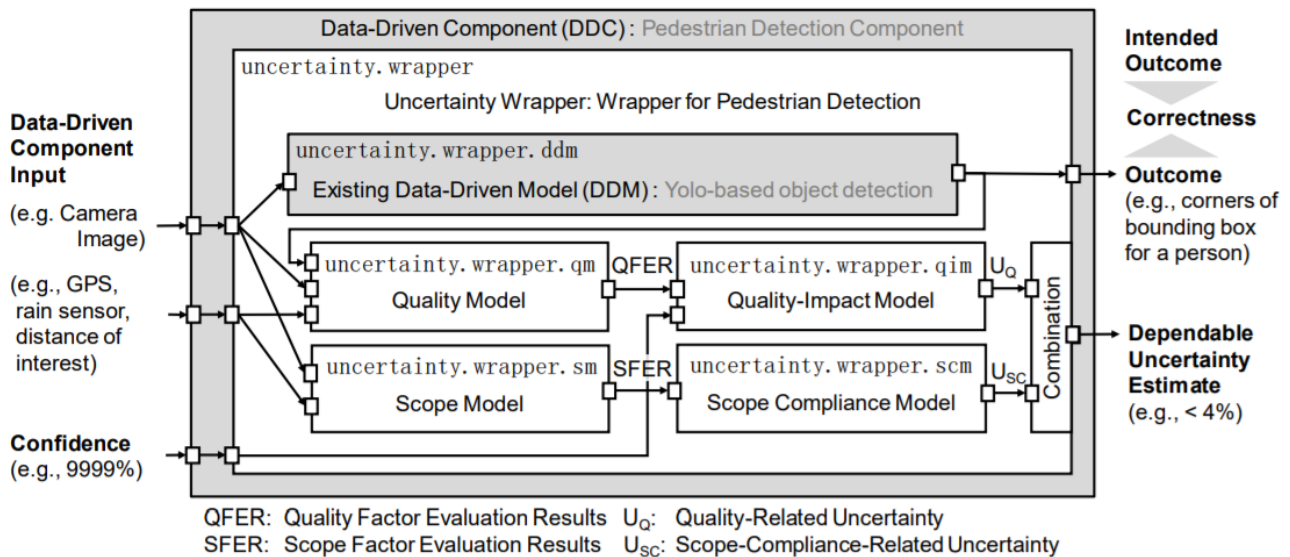 Data-Driven Component (DDC) : Pedestrian Detection Component
uncertainty.wrapper
Uncertainty Wrapper: Wrapper for Pedestrian Detection
Data-Driven
Component
Input
(e.g. Camera
Image)
(e.g., GPS,
rain sensor,
distance of
interest)
Confidence
(e.g., 9999%)
uncertainty.wrapper.ddm
Existing Data-Driven Model (DDM) : Yolo-based object detection
uncertainty.wrapper.qm
Quality Model
QFER
uncertainty.wrapper.qim
Quality-Impact Model
UQ
uncertainty.wrapper.sm
Scope Model
SFER
uncertainty.wrapper.scm
Scope Compliance Model
USC
Combination
Intended
Outcome
Correctness
Outcome
(e.g., corners of
bounding box
for a person)
Dependable
Uncertainty
Estimate
(e.g., < 4%)
QFER: Quality Factor Evaluation Results UQ: Quality-Related Uncertainty
SFER: Scope Factor Evaluation Results USC: Scope-Compliance-Related Uncertainty